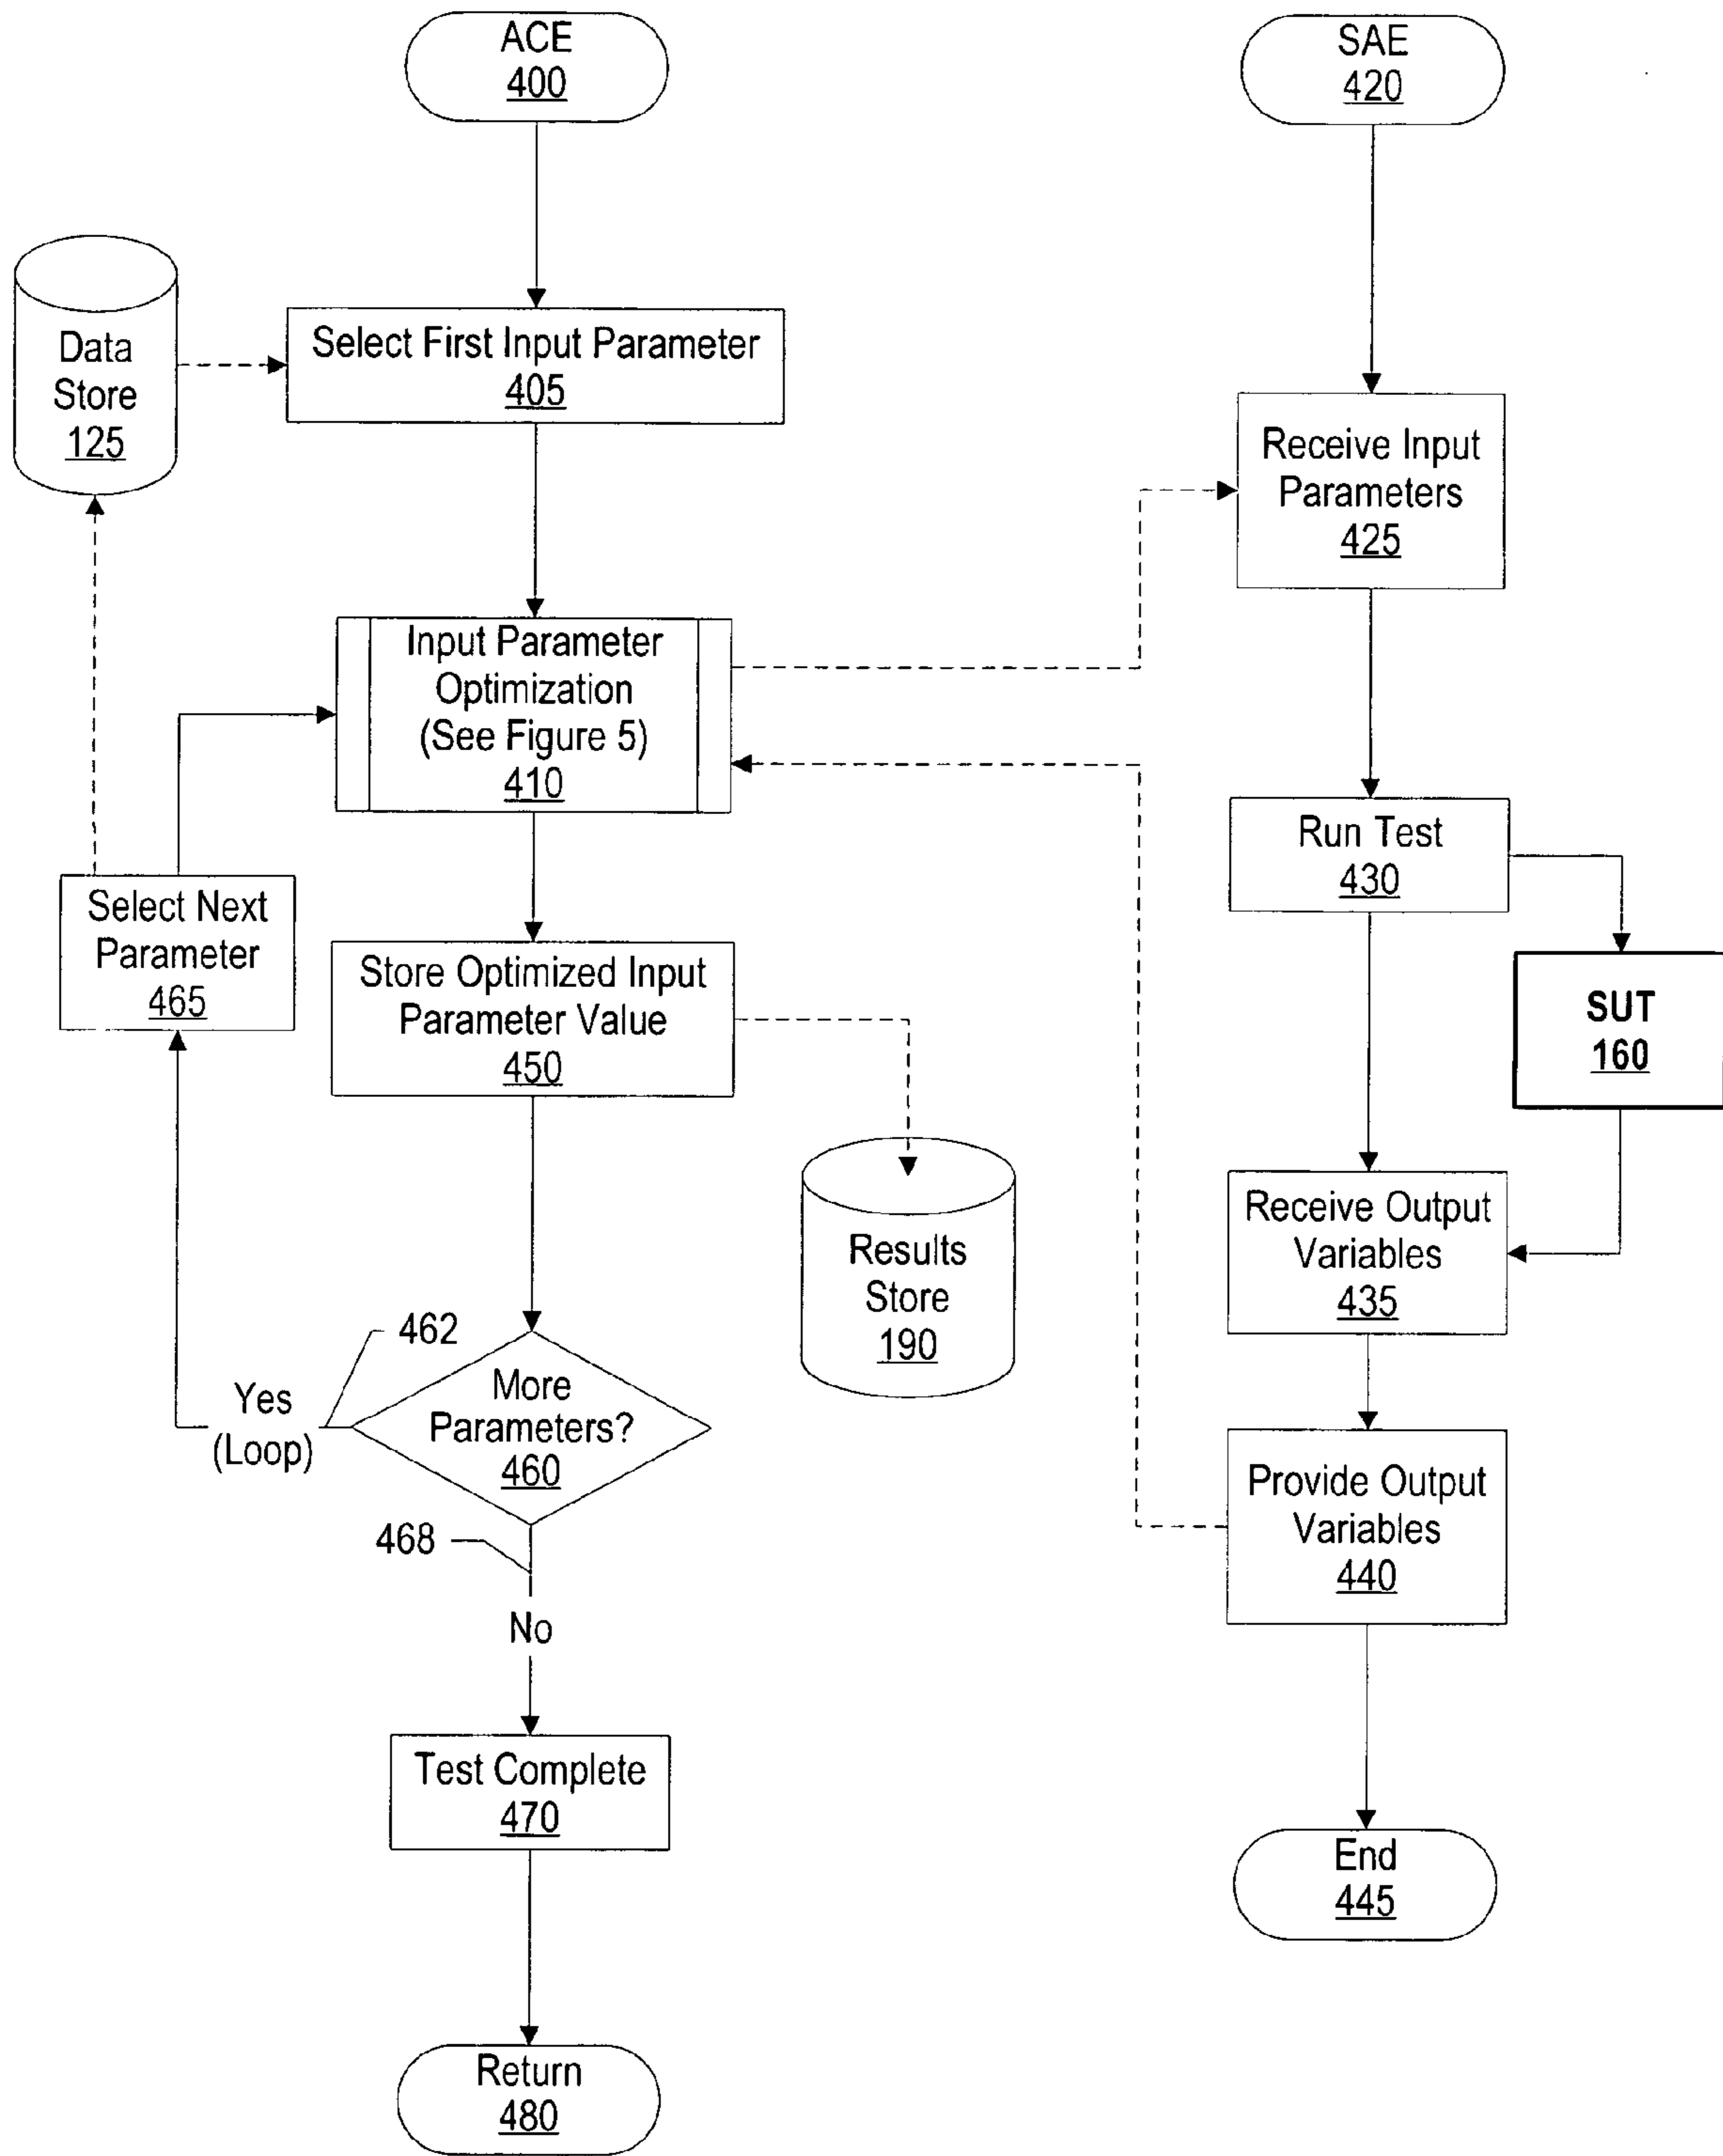 ACE
400
SAE
420
Data
Store
125
Select First Input Parameter
405
Receive Input
Parameters
425
Input Parameter
Optimization
(See Figure 5)
410
Run Test
430
Select Next
Parameter
465
Store Optimized Input
Parameter Value
450
SUT
160
Receive Output
Variables
435
Results
Store
190
462
Yes
(Loop)
More
Parameters?
460
468
No
Provide Output
Variables
440
Test Complete
470
End
445
Return
480